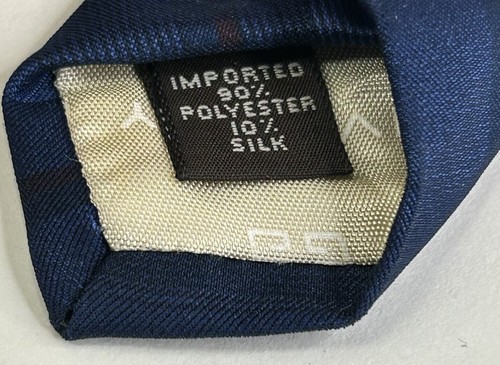 IMPORTED
90%
POLYESTER
10%
SILK